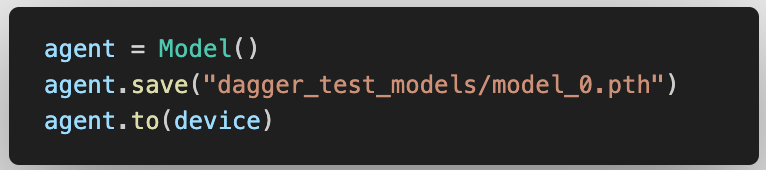 agent = Model()
agent.save("dagger_test_models/model_0.pth")
agent.to(device)